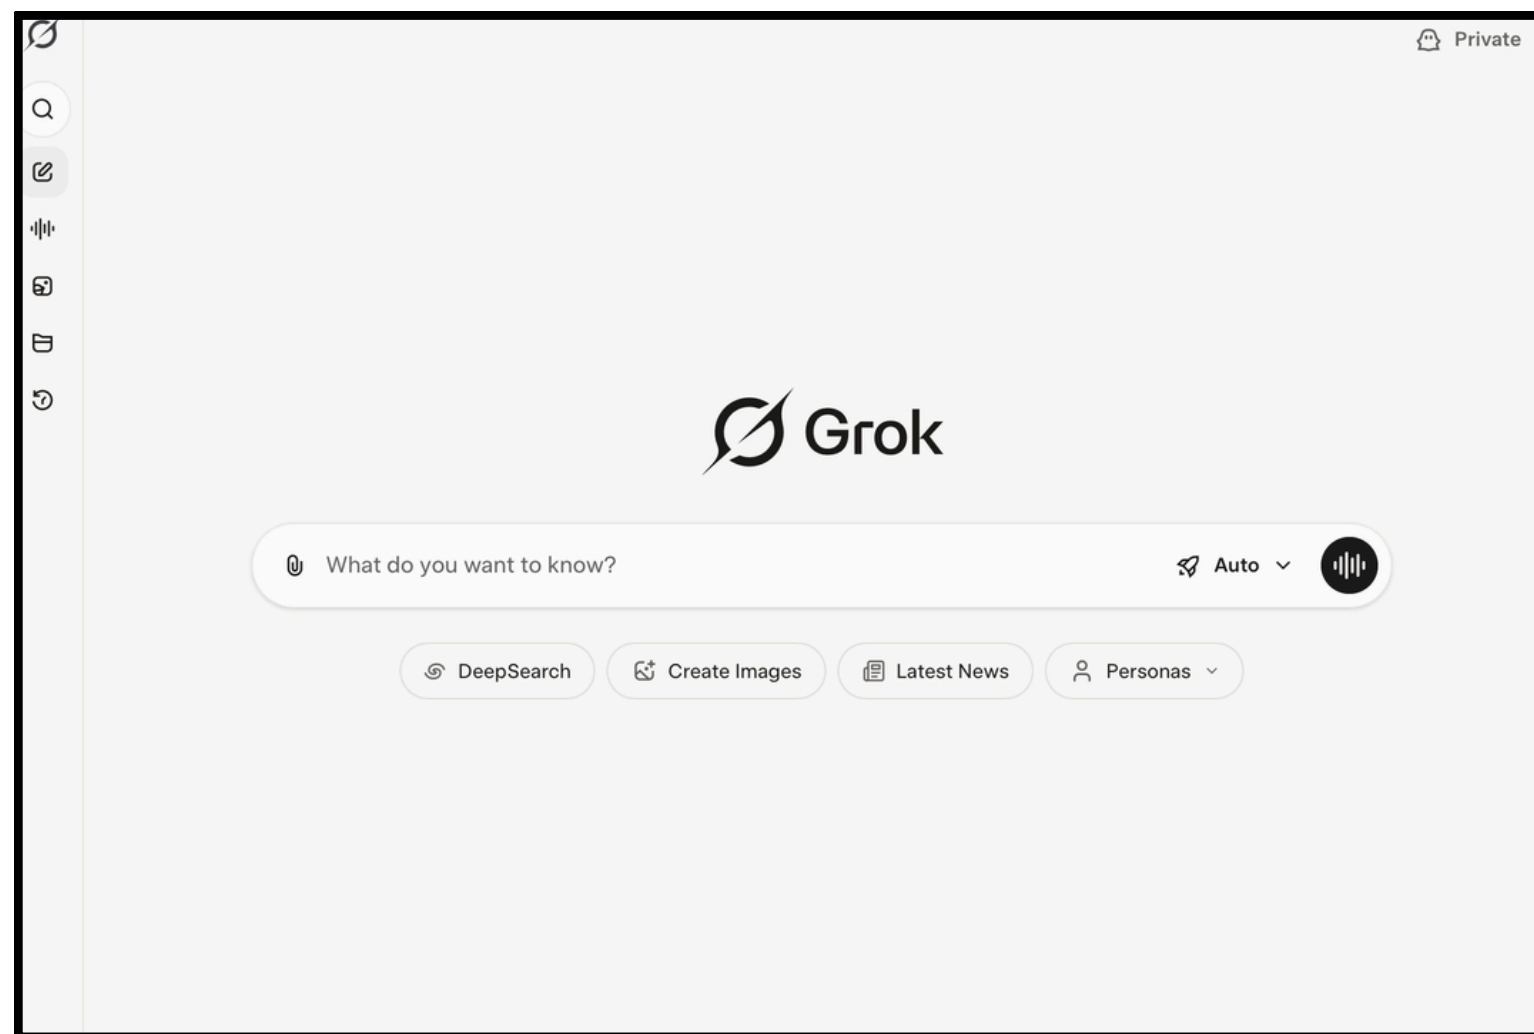 Private
Grok
What do you want to know?
Auto
DeepSearch
Create Images
Latest News
Personas